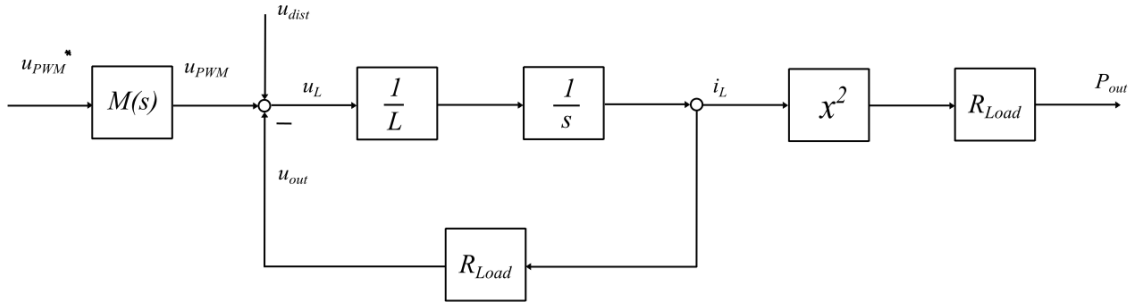 u_dist
u_PWM*
M(s)
u_PWM
u_L
1
L
1
s
i_L
x²
R_Load
P_out
−
u_out
R_Load